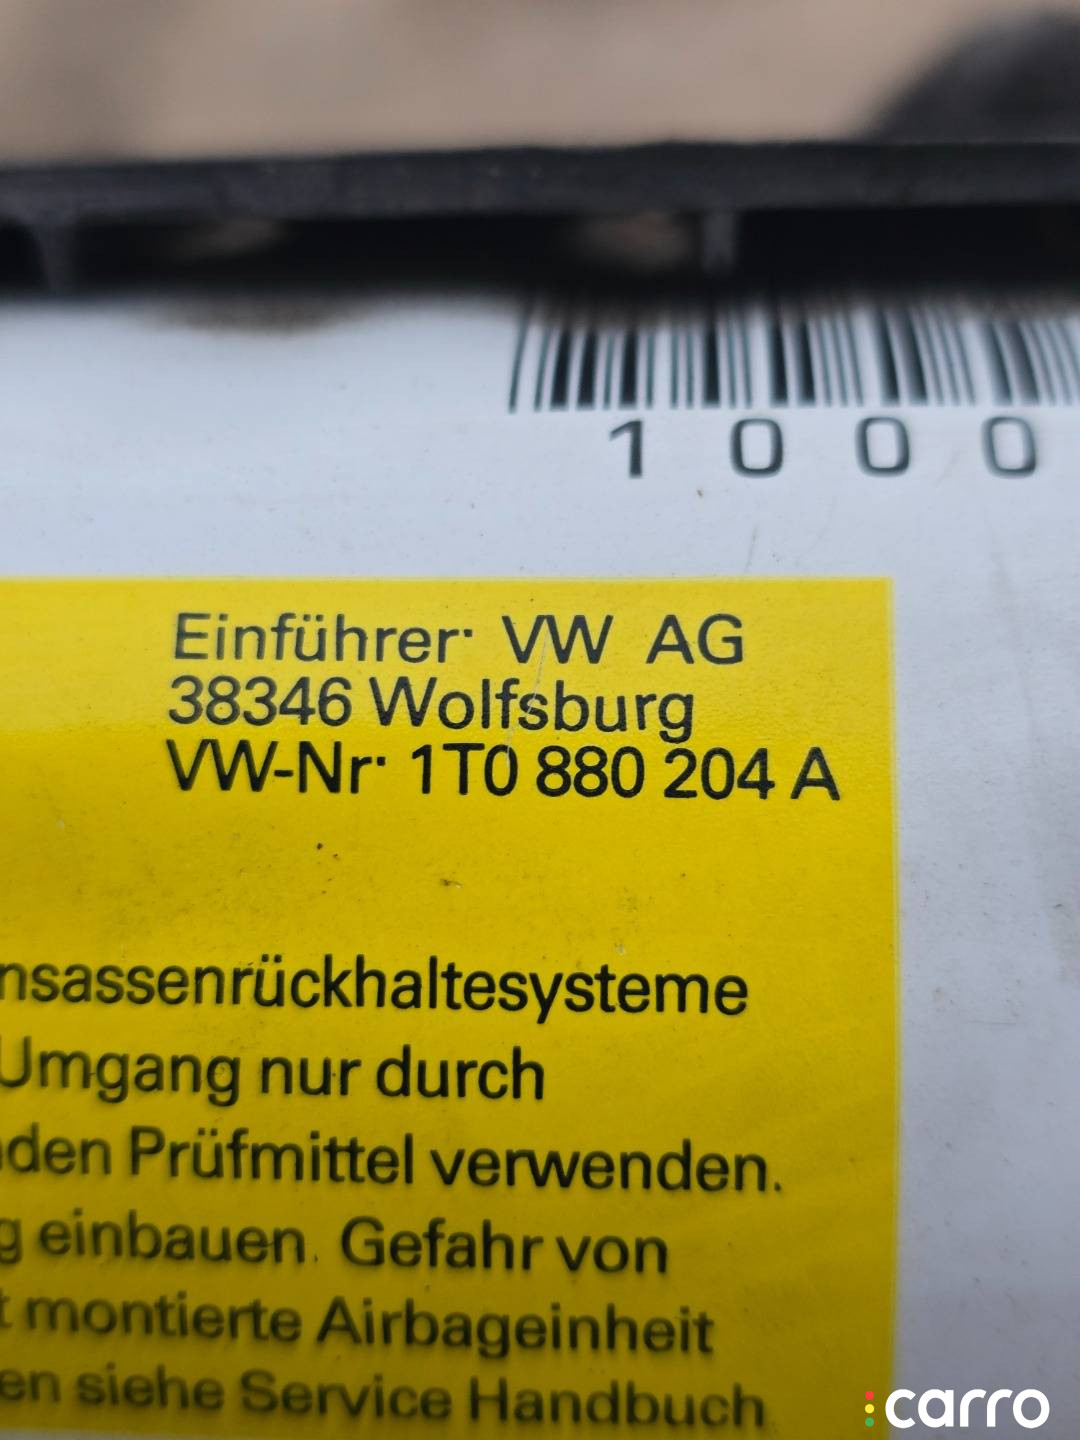 1000
Einführer: VW AG
38346 Wolfsburg
VW-Nr: 1T0 880 204 A
nsassenrückhaltesysteme
Umgang nur durch
den Prüfmittel verwenden.
g einbauen. Gefahr von
t montierte Airbageinheit
en siehe Service Handbuch
carro